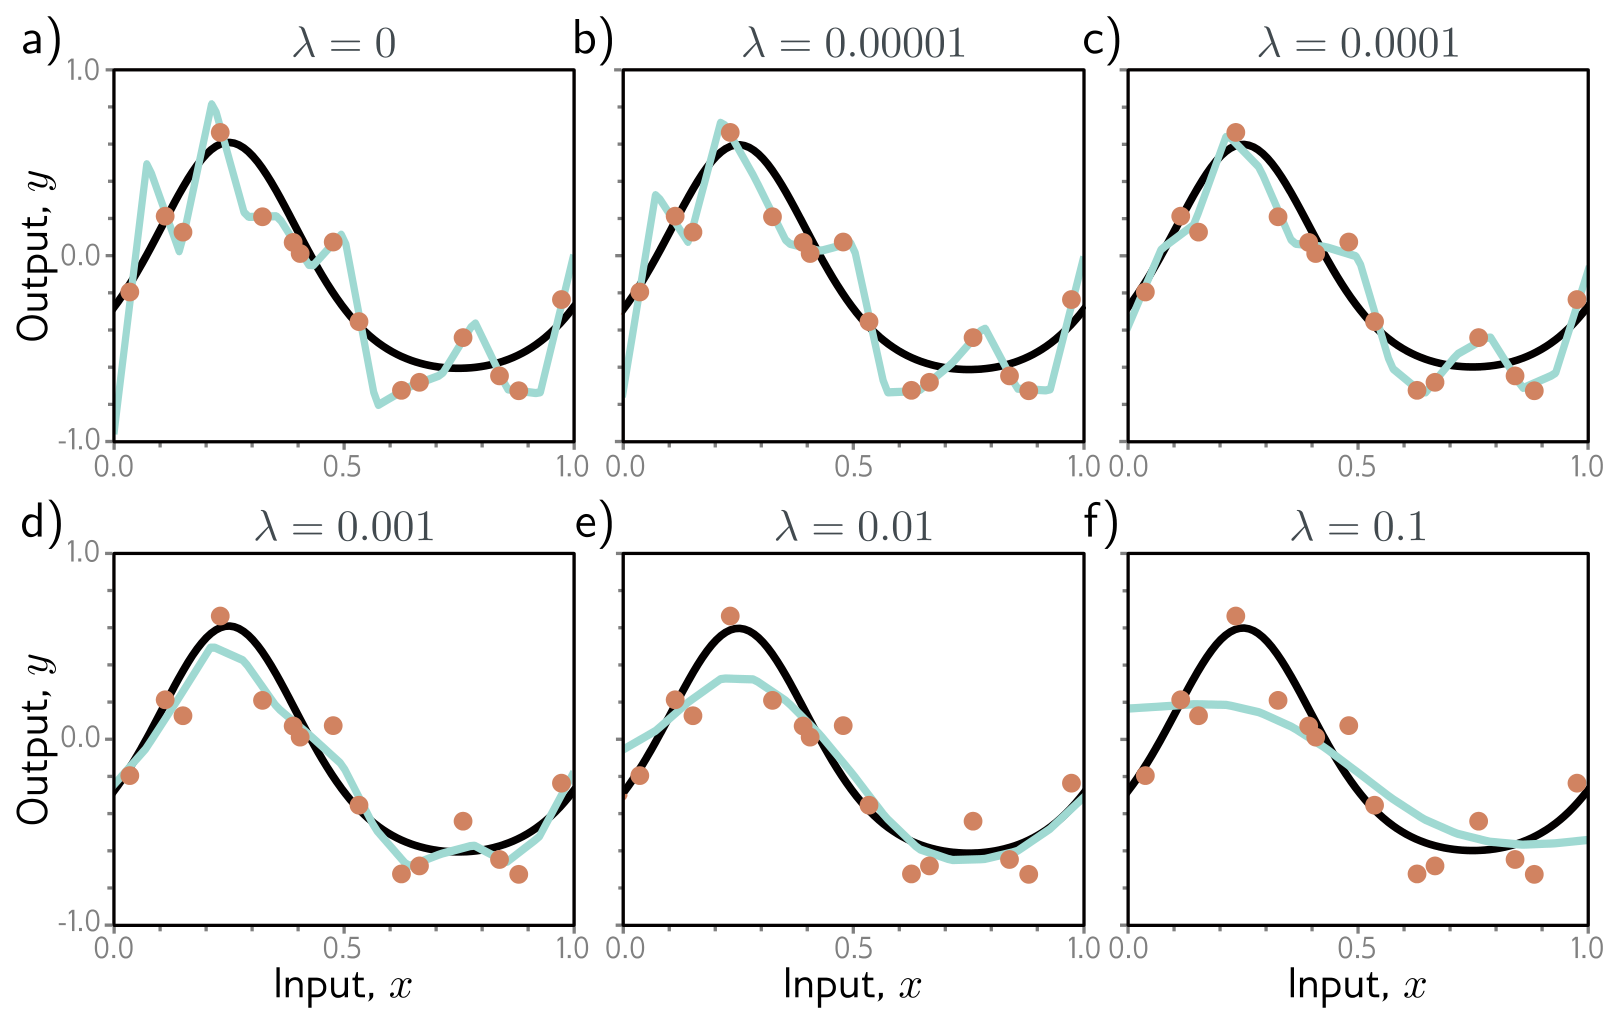 a) λ = 0
b) λ = 0.00001
c) λ = 0.0001
1.0
0.0
-1.0
Output, y
0.0 0.5 1.0
0.0 0.5 1.0
0.0 0.5 1.0
d) λ = 0.001
e) λ = 0.01
f) λ = 0.1
1.0
0.0
-1.0
Output, y
0.0 0.5 1.0
0.0 0.5 1.0
0.0 0.5 1.0
Input, x
Input, x
Input, x